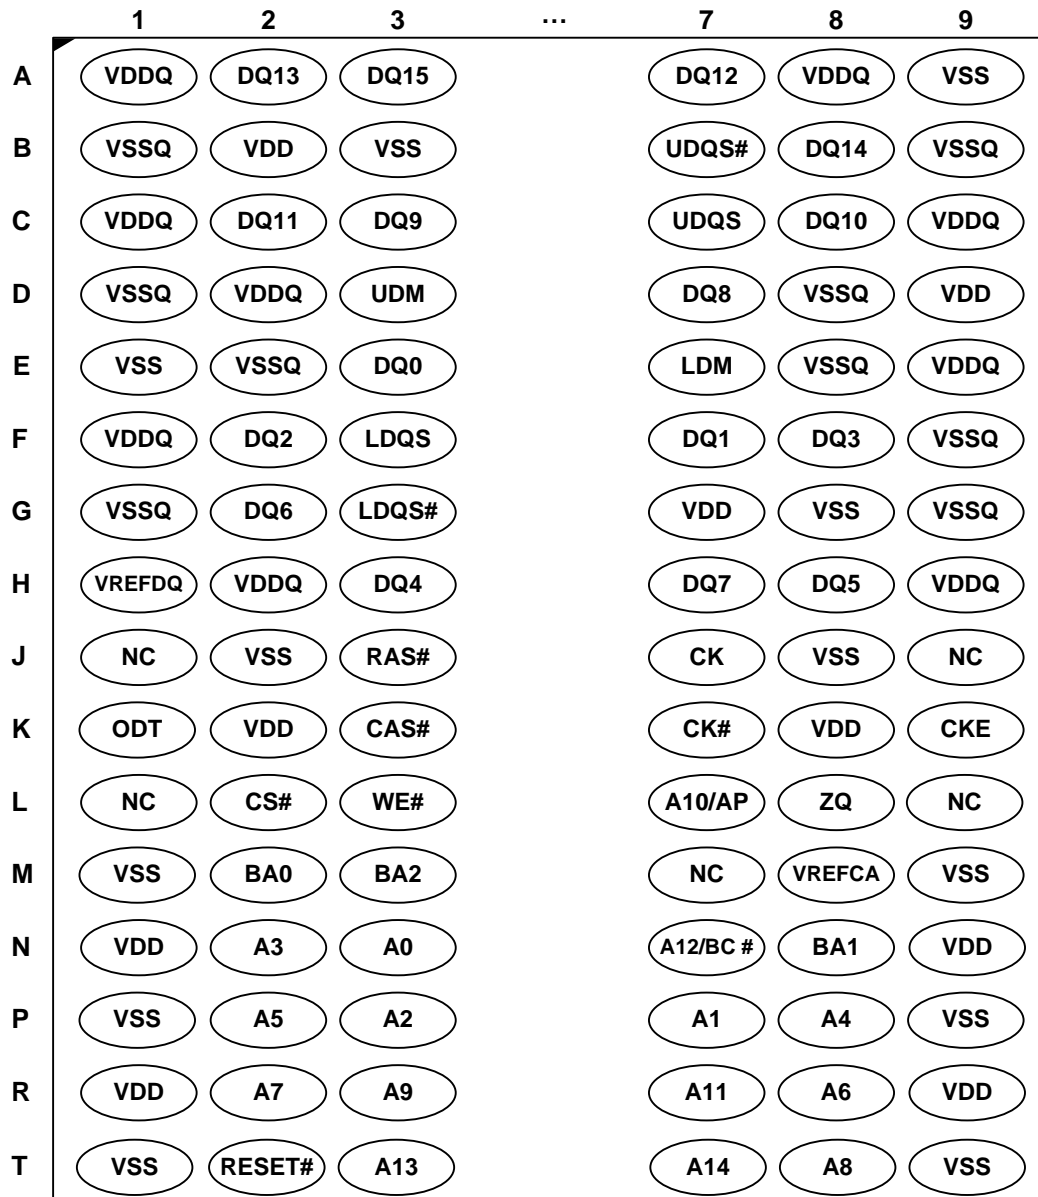 1 2 3 ... 7 8 9
A VDDQ DQ13 DQ15 DQ12 VDDQ VSS
B VSSQ VDD VSS UDQS# DQ14 VSSQ
C VDDQ DQ11 DQ9 UDQS DQ10 VDDQ
D VSSQ VDDQ UDM DQ8 VSSQ VDD
E VSS VSSQ DQ0 LDM VSSQ VDDQ
F VDDQ DQ2 LDQS DQ1 DQ3 VSSQ
G VSSQ DQ6 LDQS# VDD VSS VSSQ
H VREFDQ VDDQ DQ4 DQ7 DQ5 VDDQ
J NC VSS RAS# CK VSS NC
K ODT VDD CAS# CK# VDD CKE
L NC CS# WE# A10/AP ZQ NC
M VSS BA0 BA2 NC VREFCA VSS
N VDD A3 A0 A12/BC # BA1 VDD
P VSS A5 A2 A1 A4 VSS
R VDD A7 A9 A11 A6 VDD
T VSS RESET# A13 A14 A8 VSS